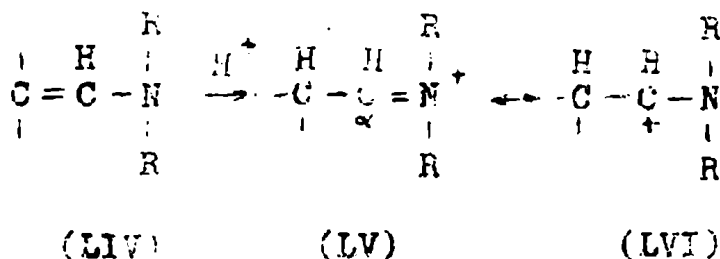 H R H H R H H R
C = C - N H⁺ → - C - C = N⁺ ↔ C - C - N
α +
R R R
(LIV) (LV) (LVI)